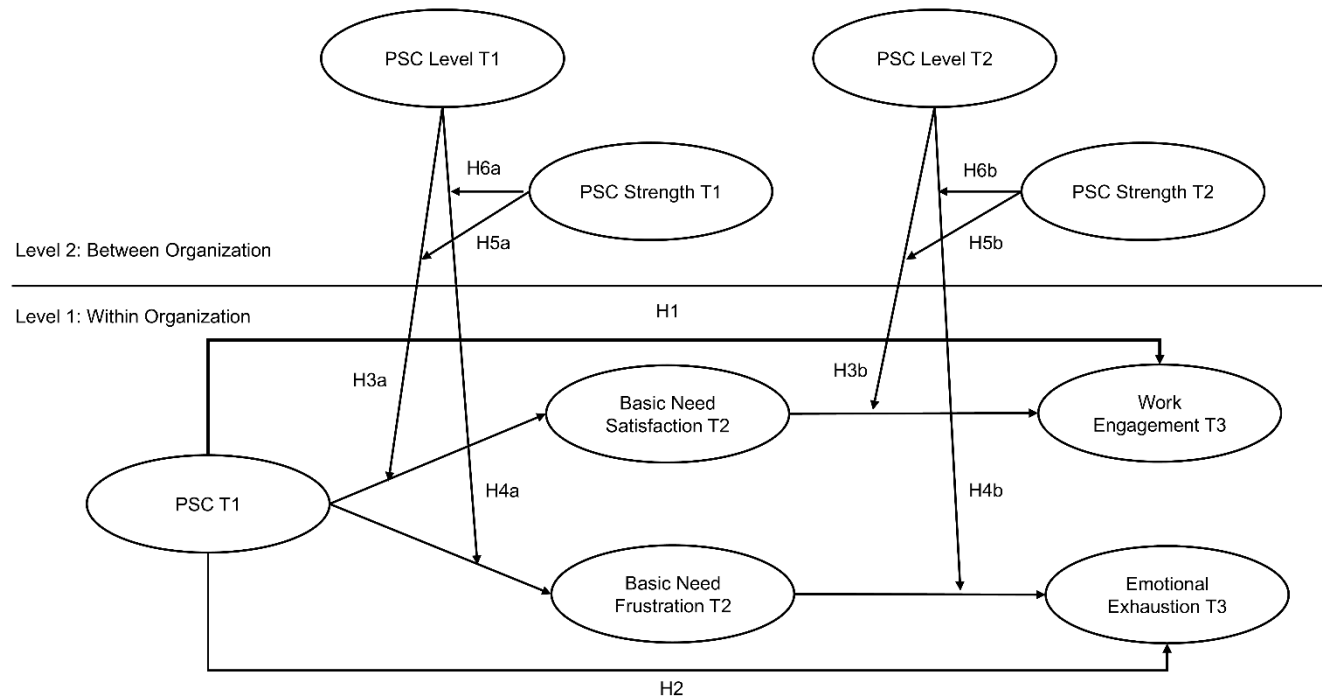 PSC Level T1
PSC Level T2
H6a
PSC Strength T1
H6b
PSC Strength T2
H5a
H5b
Level 2: Between Organization
Level 1: Within Organization
H1
H3a
H3b
Basic Need
Satisfaction T2
Work
Engagement T3
PSC T1
H4a
H4b
Basic Need
Frustration T2
Emotional
Exhaustion T3
H2